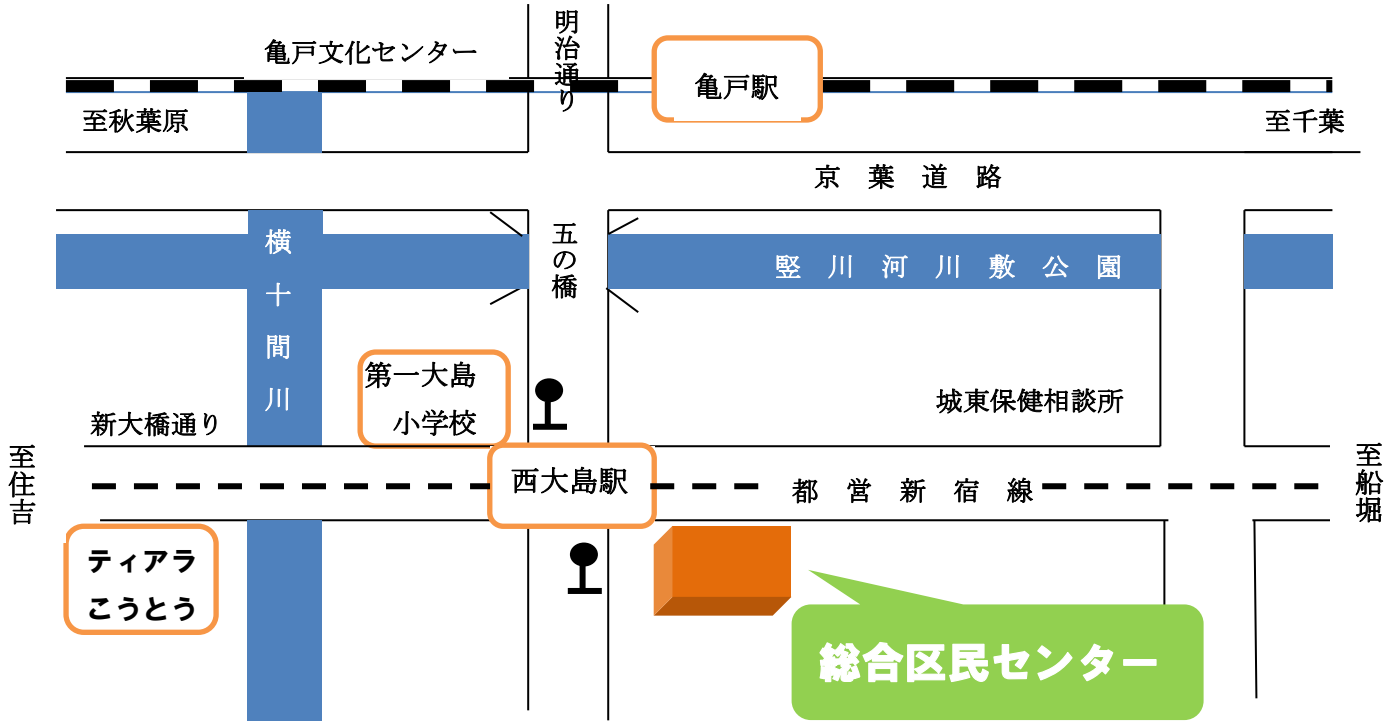 明治通り
亀戸文化センター
亀戸駅
至秋葉原
至千葉
京葉道路
横十間川
五の橋
竪川河川敷公園
第一大島
小学校
城東保健相談所
新大橋通り
至住吉
西大島駅
都営新宿線
至船堀
ティアラ
こうとう
総合区民センター